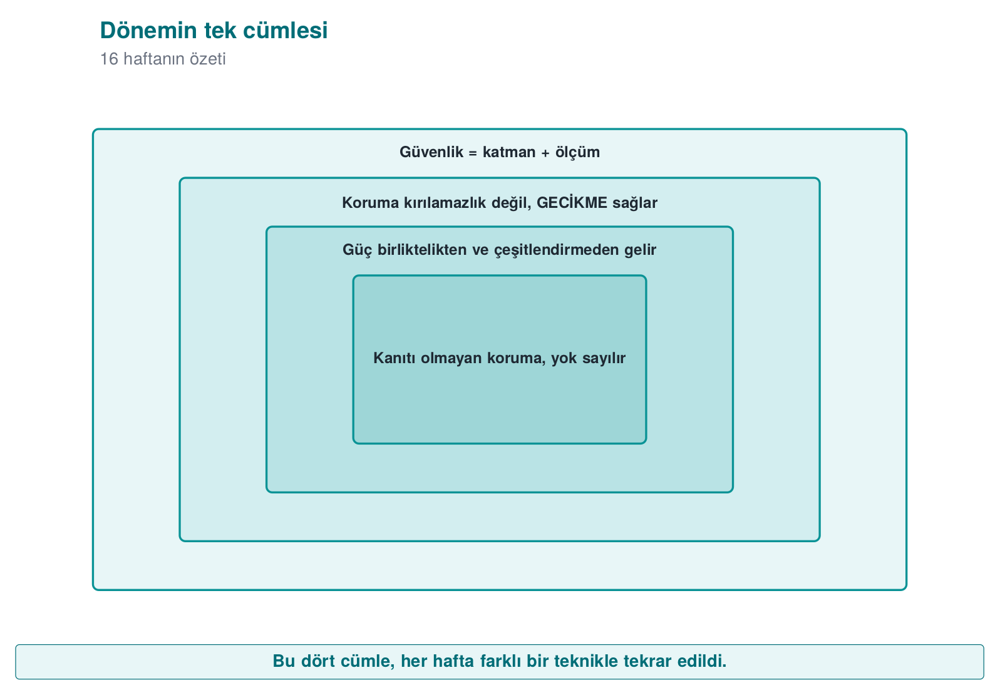 Dönemin tek cümlesi
16 haftanın özeti
Güvenlik = katman + ölçüm
Koruma kırılamazlık değil, GECİKME sağlar
Güç birliktelikten ve çeşitlendirmeden gelir
Kanıtı olmayan koruma, yok sayılır
Bu dört cümle, her hafta farklı bir teknikle tekrar edildi.